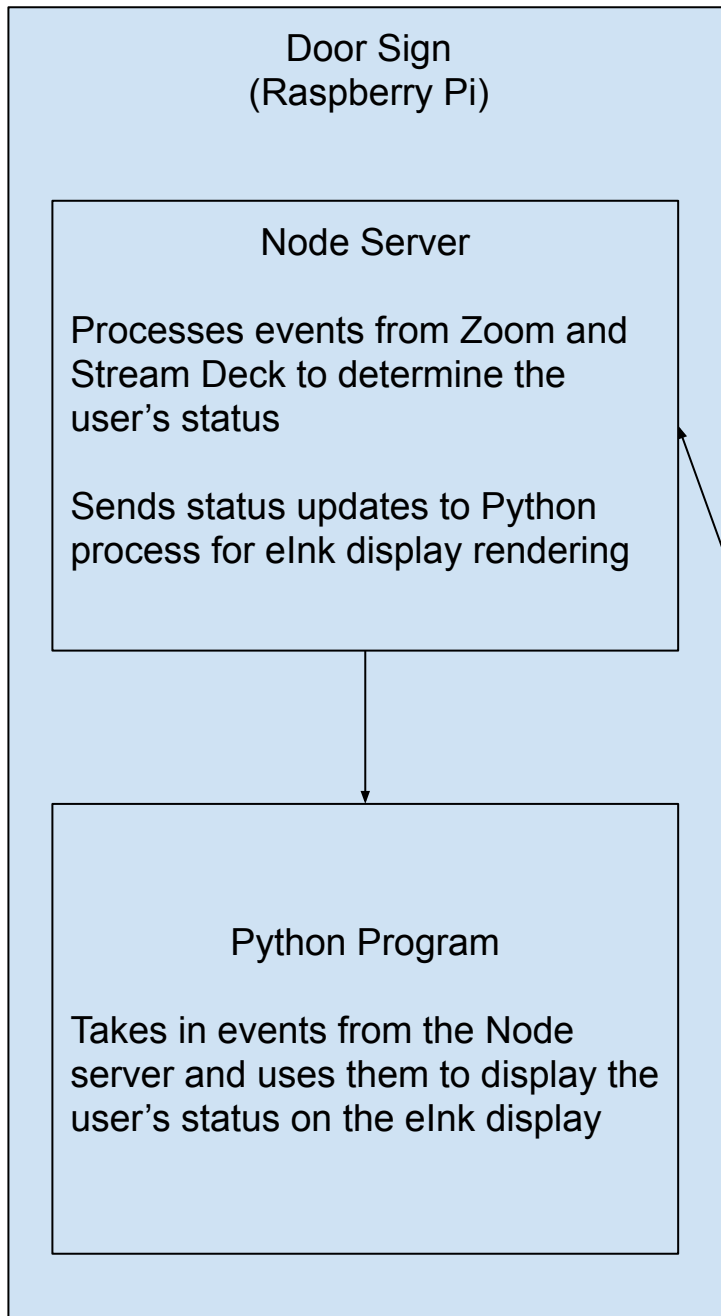 Door Sign
(Raspberry Pi)
Node Server
Processes events from Zoom and
Stream Deck to determine the
user’s status
Sends status updates to Python
process for eInk display rendering
Python Program
Takes in events from the Node
server and uses them to display the
user’s status on the eInk display